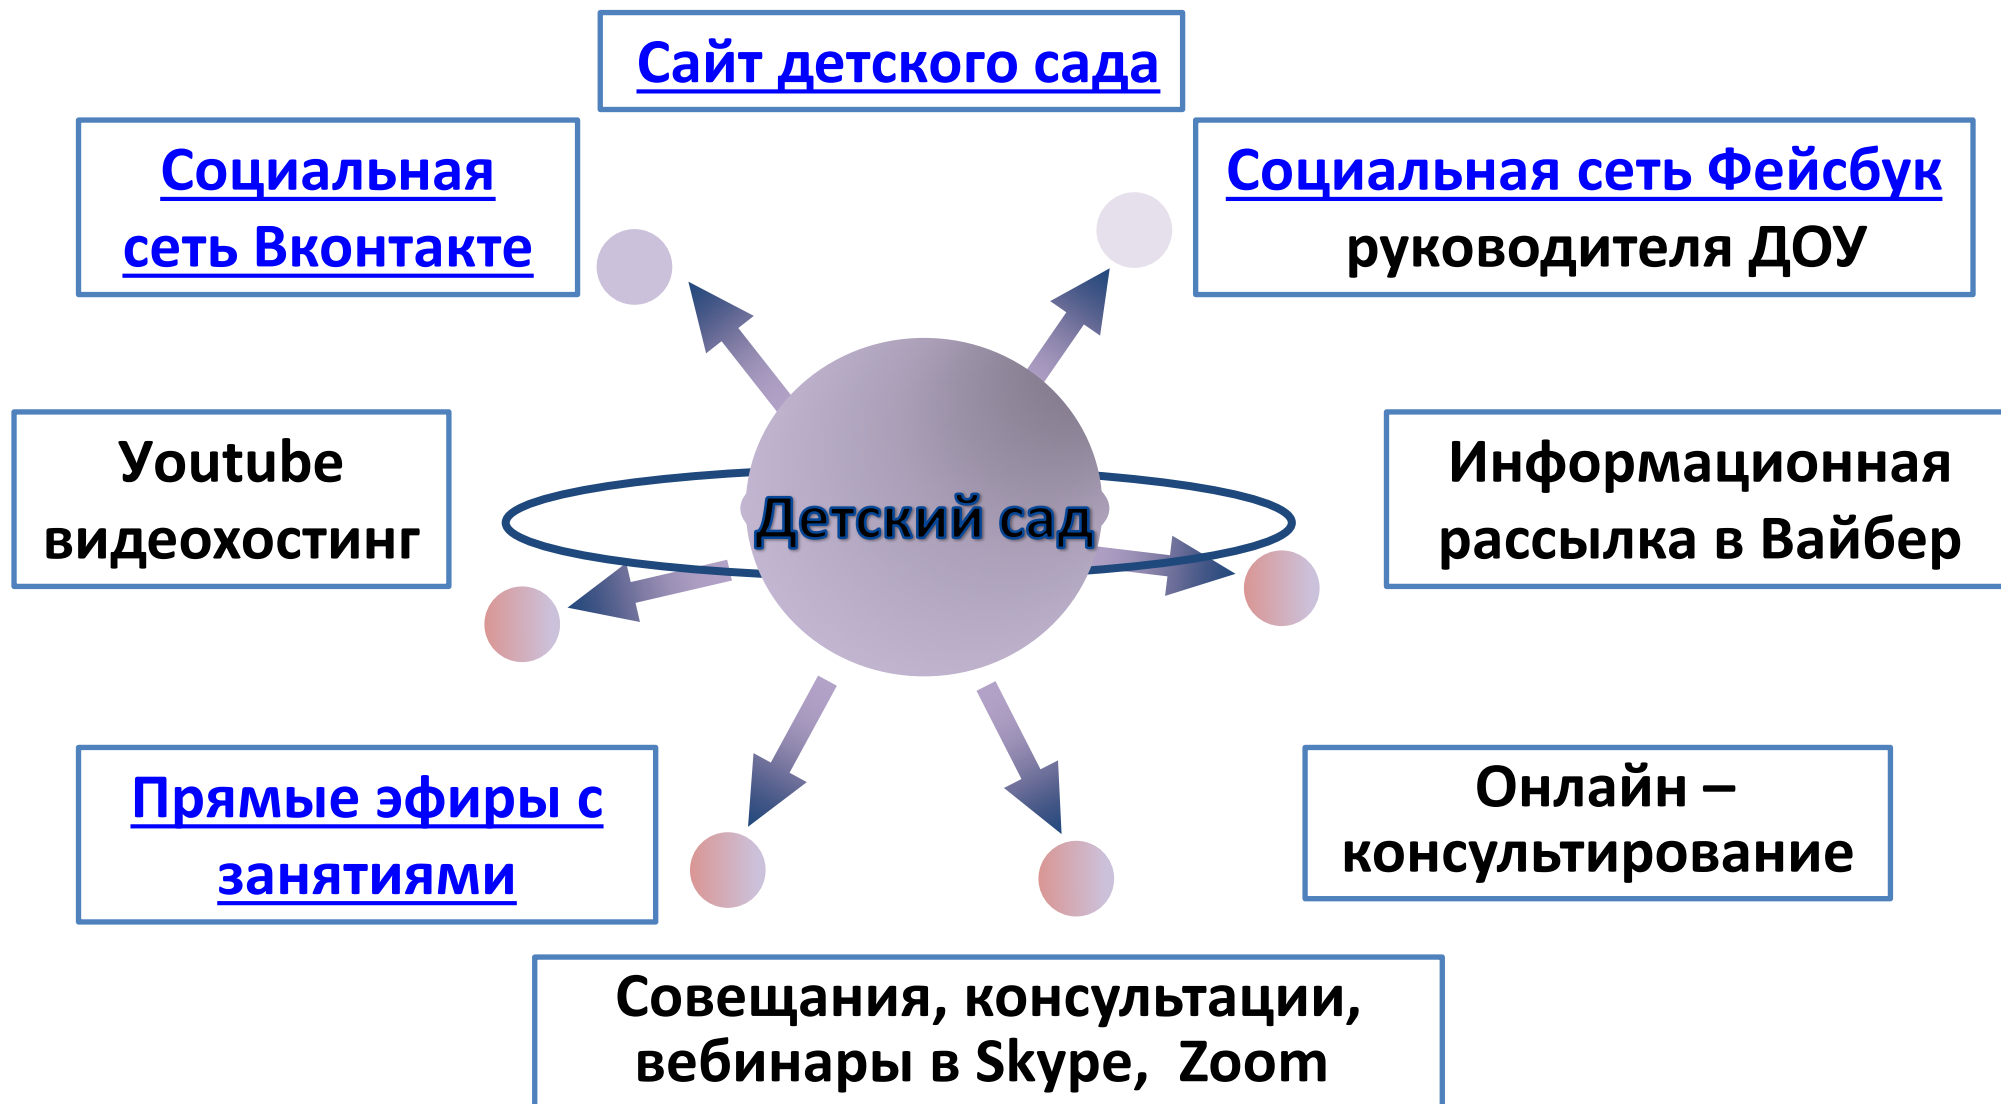 Сайт детского сада
Социальная
сеть Вконтакте
Социальная сеть Фейсбук
руководителя ДОУ
Youtube
видеохостинг
Детский сад
Информационная
рассылка в Вайбер
Прямые эфиры с
занятиями
Онлайн –
консультирование
Совещания, консультации,
вебинары в Skype, Zoom